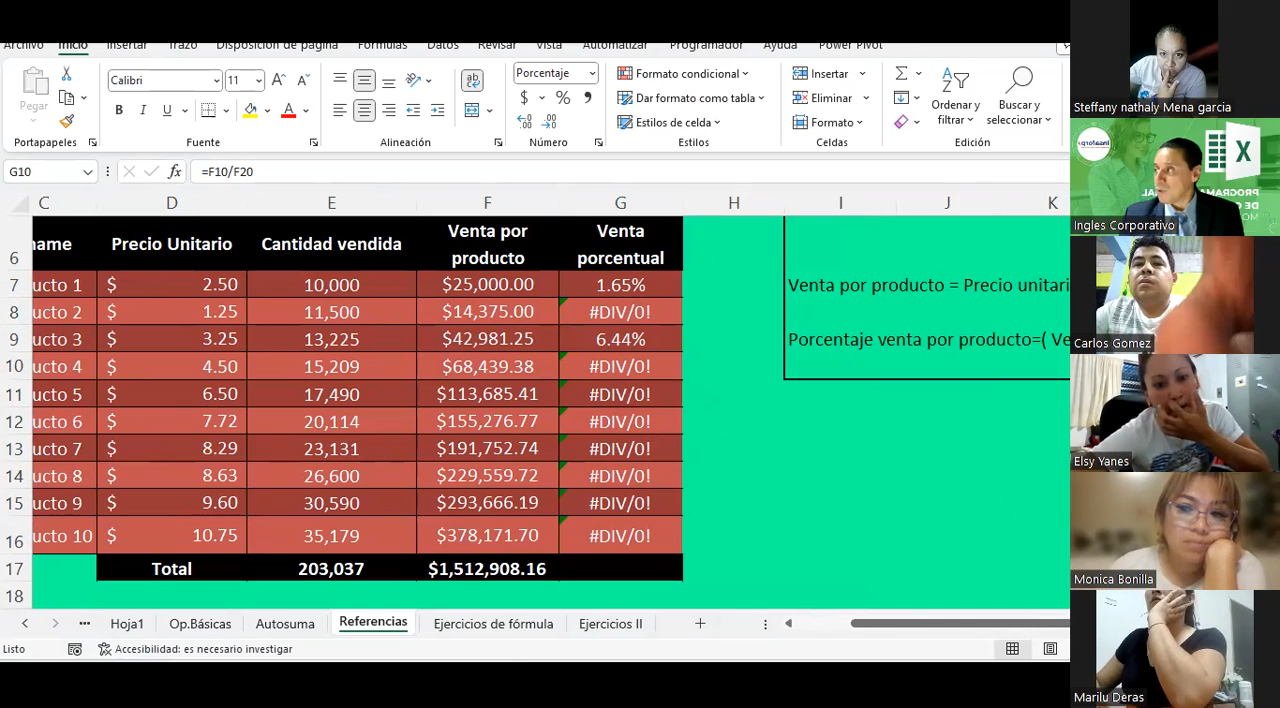 Archivo Inicio Insertar Trazo Disposición de página Fórmulas Datos Revisar Vista Automatizar Programador Ayuda Power Pivot
Pegar
Portapapeles
Calibri 11
N K S
Fuente
Alineación
Porcentaje
$ % 
Número
Formato condicional
Dar formato como tabla
Estilos de celda
Estilos
Insertar
Eliminar
Formato
Celdas
Ordenar y filtrar
Buscar y seleccionar
Edición
G10 fx =F10/F20
C D E F G H I J K
6 name Precio Unitario Cantidad vendida Venta por producto Venta porcentual
7 ucto 1 $ 2.50 10,000 $25,000.00 1.65% Venta por producto = Precio unitari
8 ucto 2 $ 1.25 11,500 $14,375.00 #DIV/0!
9 ucto 3 $ 3.25 13,225 $42,981.25 6.44% Porcentaje venta por producto=( Ve
10 ucto 4 $ 4.50 15,209 $68,439.38 #DIV/0!
11 ucto 5 $ 6.50 17,490 $113,685.41 #DIV/0!
12 ucto 6 $ 7.72 20,114 $155,276.77 #DIV/0!
13 ucto 7 $ 8.29 23,131 $191,752.74 #DIV/0!
14 ucto 8 $ 8.63 26,600 $229,559.72 #DIV/0!
15 ucto 9 $ 9.60 30,590 $293,666.19 #DIV/0!
16 ucto 10 $ 10.75 35,179 $378,171.70 #DIV/0!
17 Total 203,037 $1,512,908.16
18
Hoja1 Op.Básicas Autosuma Referencias Ejercicios de fórmula Ejercicios II
Listo Accesibilidad: es necesario investigar
Steffany nathaly Mena garcia
Ingles Corporativo
Carlos Gomez
Elsy Yanes
Monica Bonilla
Marilu Deras